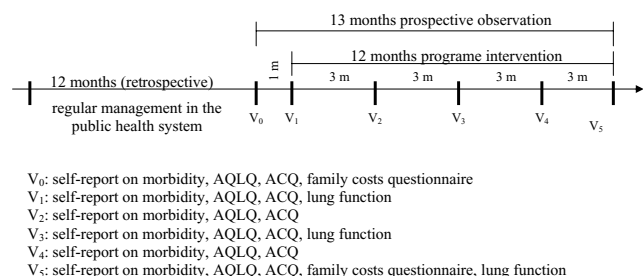 13 months prospective observation
12 months programe intervention
12 months (retrospective)
1 m
3 m 3 m 3 m 3 m
regular management in the
public health system
V0 V1 V2 V3 V4 V5
V0: self-report on morbidity, AQLQ, ACQ, family costs questionnaire
V1: self-report on morbidity, AQLQ, ACQ, lung function
V2: self-report on morbidity, AQLQ, ACQ
V3: self-report on morbidity, AQLQ, ACQ, lung function
V4: self-report on morbidity, AQLQ, ACQ
V5: self-report on morbidity, AQLQ, ACQ, family costs questionnaire, lung function